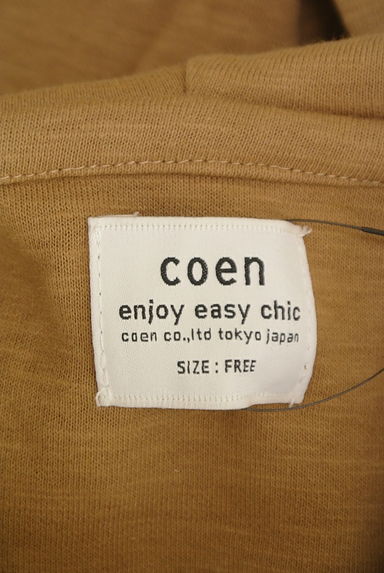 coen
enjoy easy chic
coen co.,ltd tokyo japan
SIZE : FREE